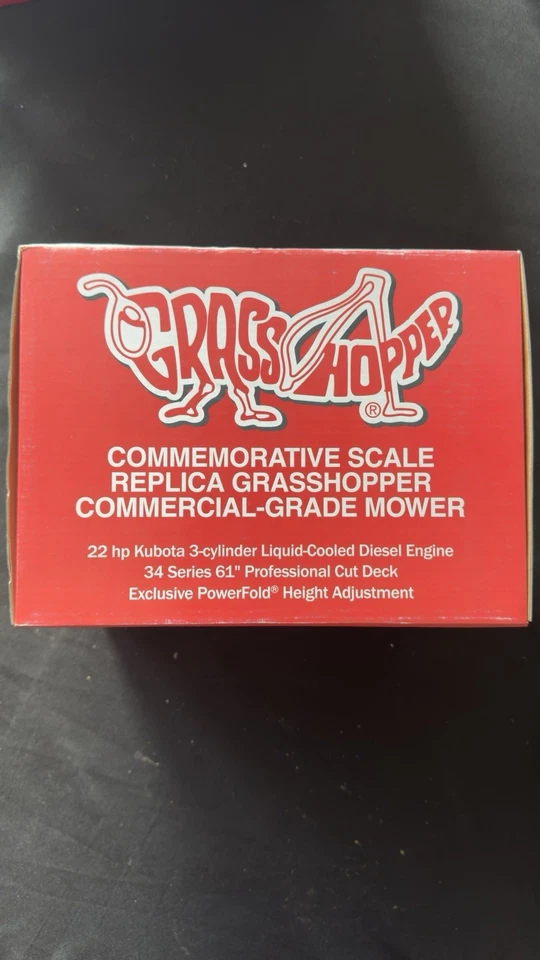 GRASSHOPPER®
COMMEMORATIVE SCALE
REPLICA GRASSHOPPER
COMMERCIAL-GRADE MOWER
22 hp Kubota 3-cylinder Liquid-Cooled Diesel Engine
34 Series 61" Professional Cut Deck
Exclusive PowerFold® Height Adjustment